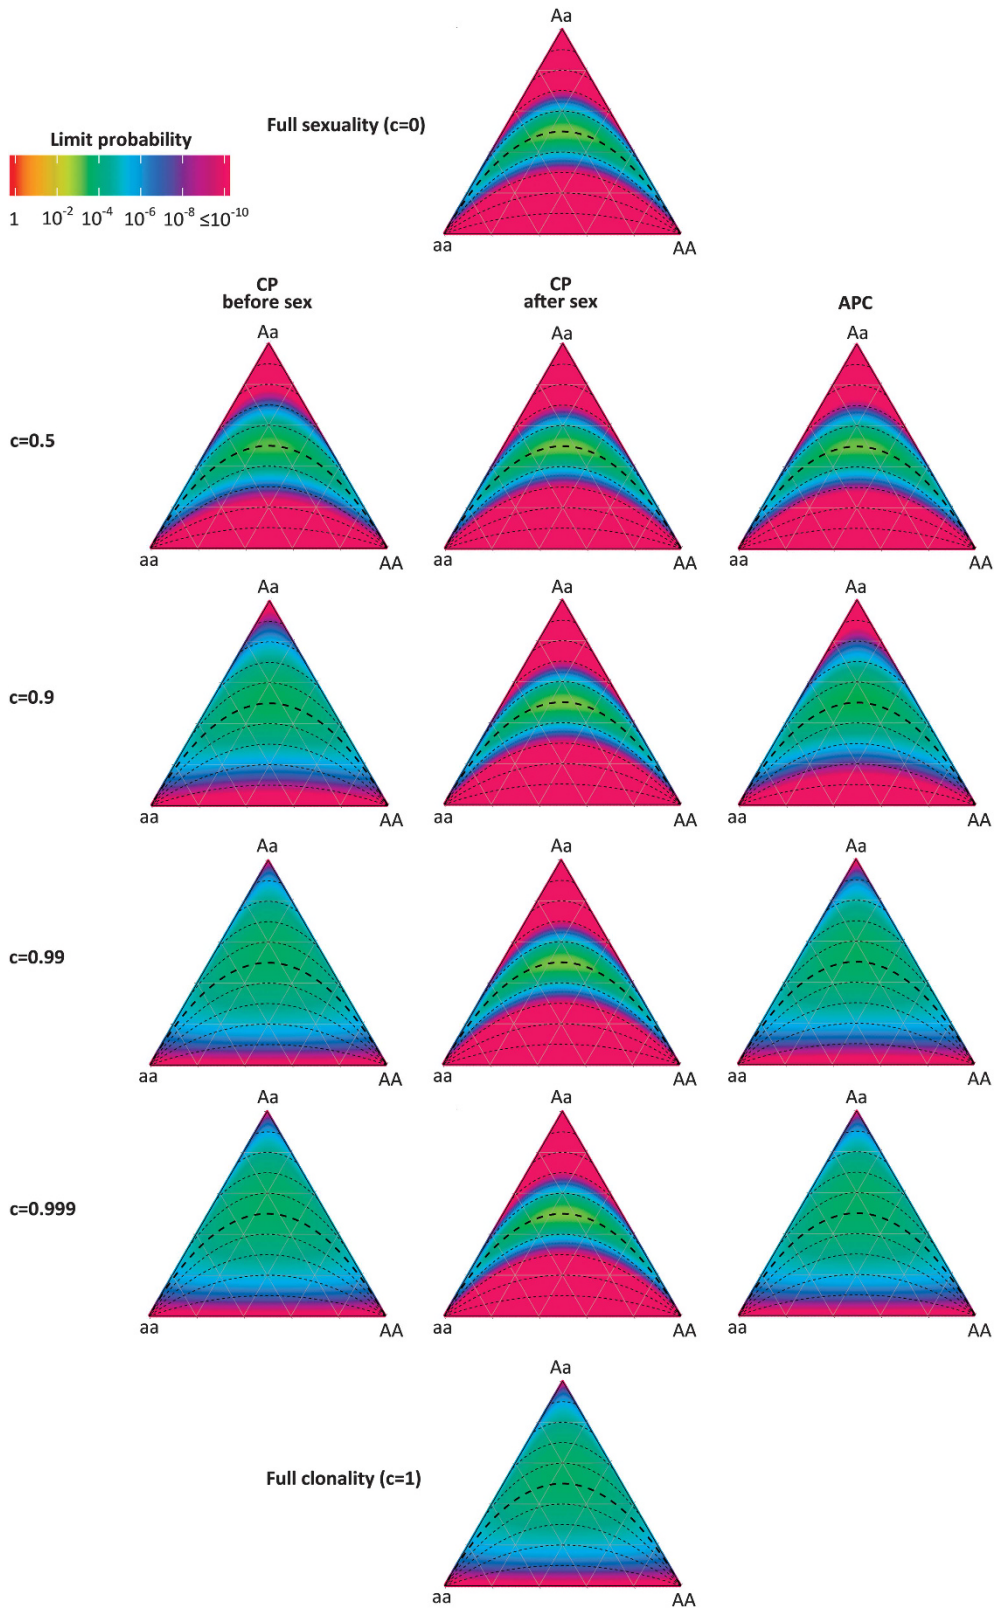 Aa
Full sexuality (c=0)
Limit probability
1 10⁻² 10⁻⁴ 10⁻⁶ 10⁻⁸ ≤10⁻¹⁰
aa AA
CP
before sex
CP
after sex
APC
Aa Aa Aa
c=0.5
aa AA aa AA aa AA
Aa Aa Aa
c=0.9
aa AA aa AA aa AA
Aa Aa Aa
c=0.99
aa AA aa AA aa AA
Aa Aa Aa
c=0.999
aa AA aa AA aa AA
Aa
Full clonality (c=1)
aa AA